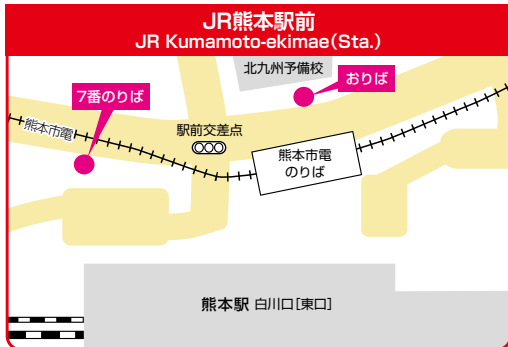 JR熊本駅前
JR Kumamoto-ekimae(Sta.)
北九州予備校
おりば
7番のりば
熊本市電
駅前交差点
熊本市電
のりば
熊本駅 白川口[東口]